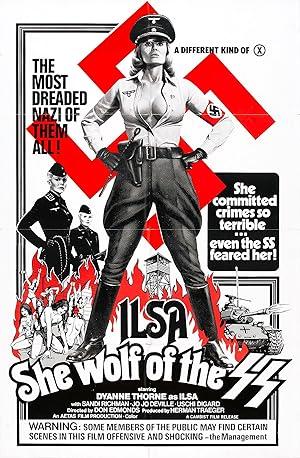 A DIFFERENT KIND OF X
THE
MOST
DREADED
NAZI OF
THEM
ALL!
She
committed
crimes so
terrible
...
even the SS
feared her!
ILSA
She Wolf of the SS
starring
DYANNE THORNE as ILSA
with SANDI RICHMAN · JO JO DEVILLE · USCHI DIGARD
Directed by DON EDMONDS Produced by HERMAN TRAEGER
An AETAS FILM PRODUCTION · Color A CAMBIST FILM RELEASE
WARNING: SOME MEMBERS OF THE PUBLIC MAY FIND CERTAIN
SCENES IN THIS FILM OFFENSIVE AND SHOCKING – the Management